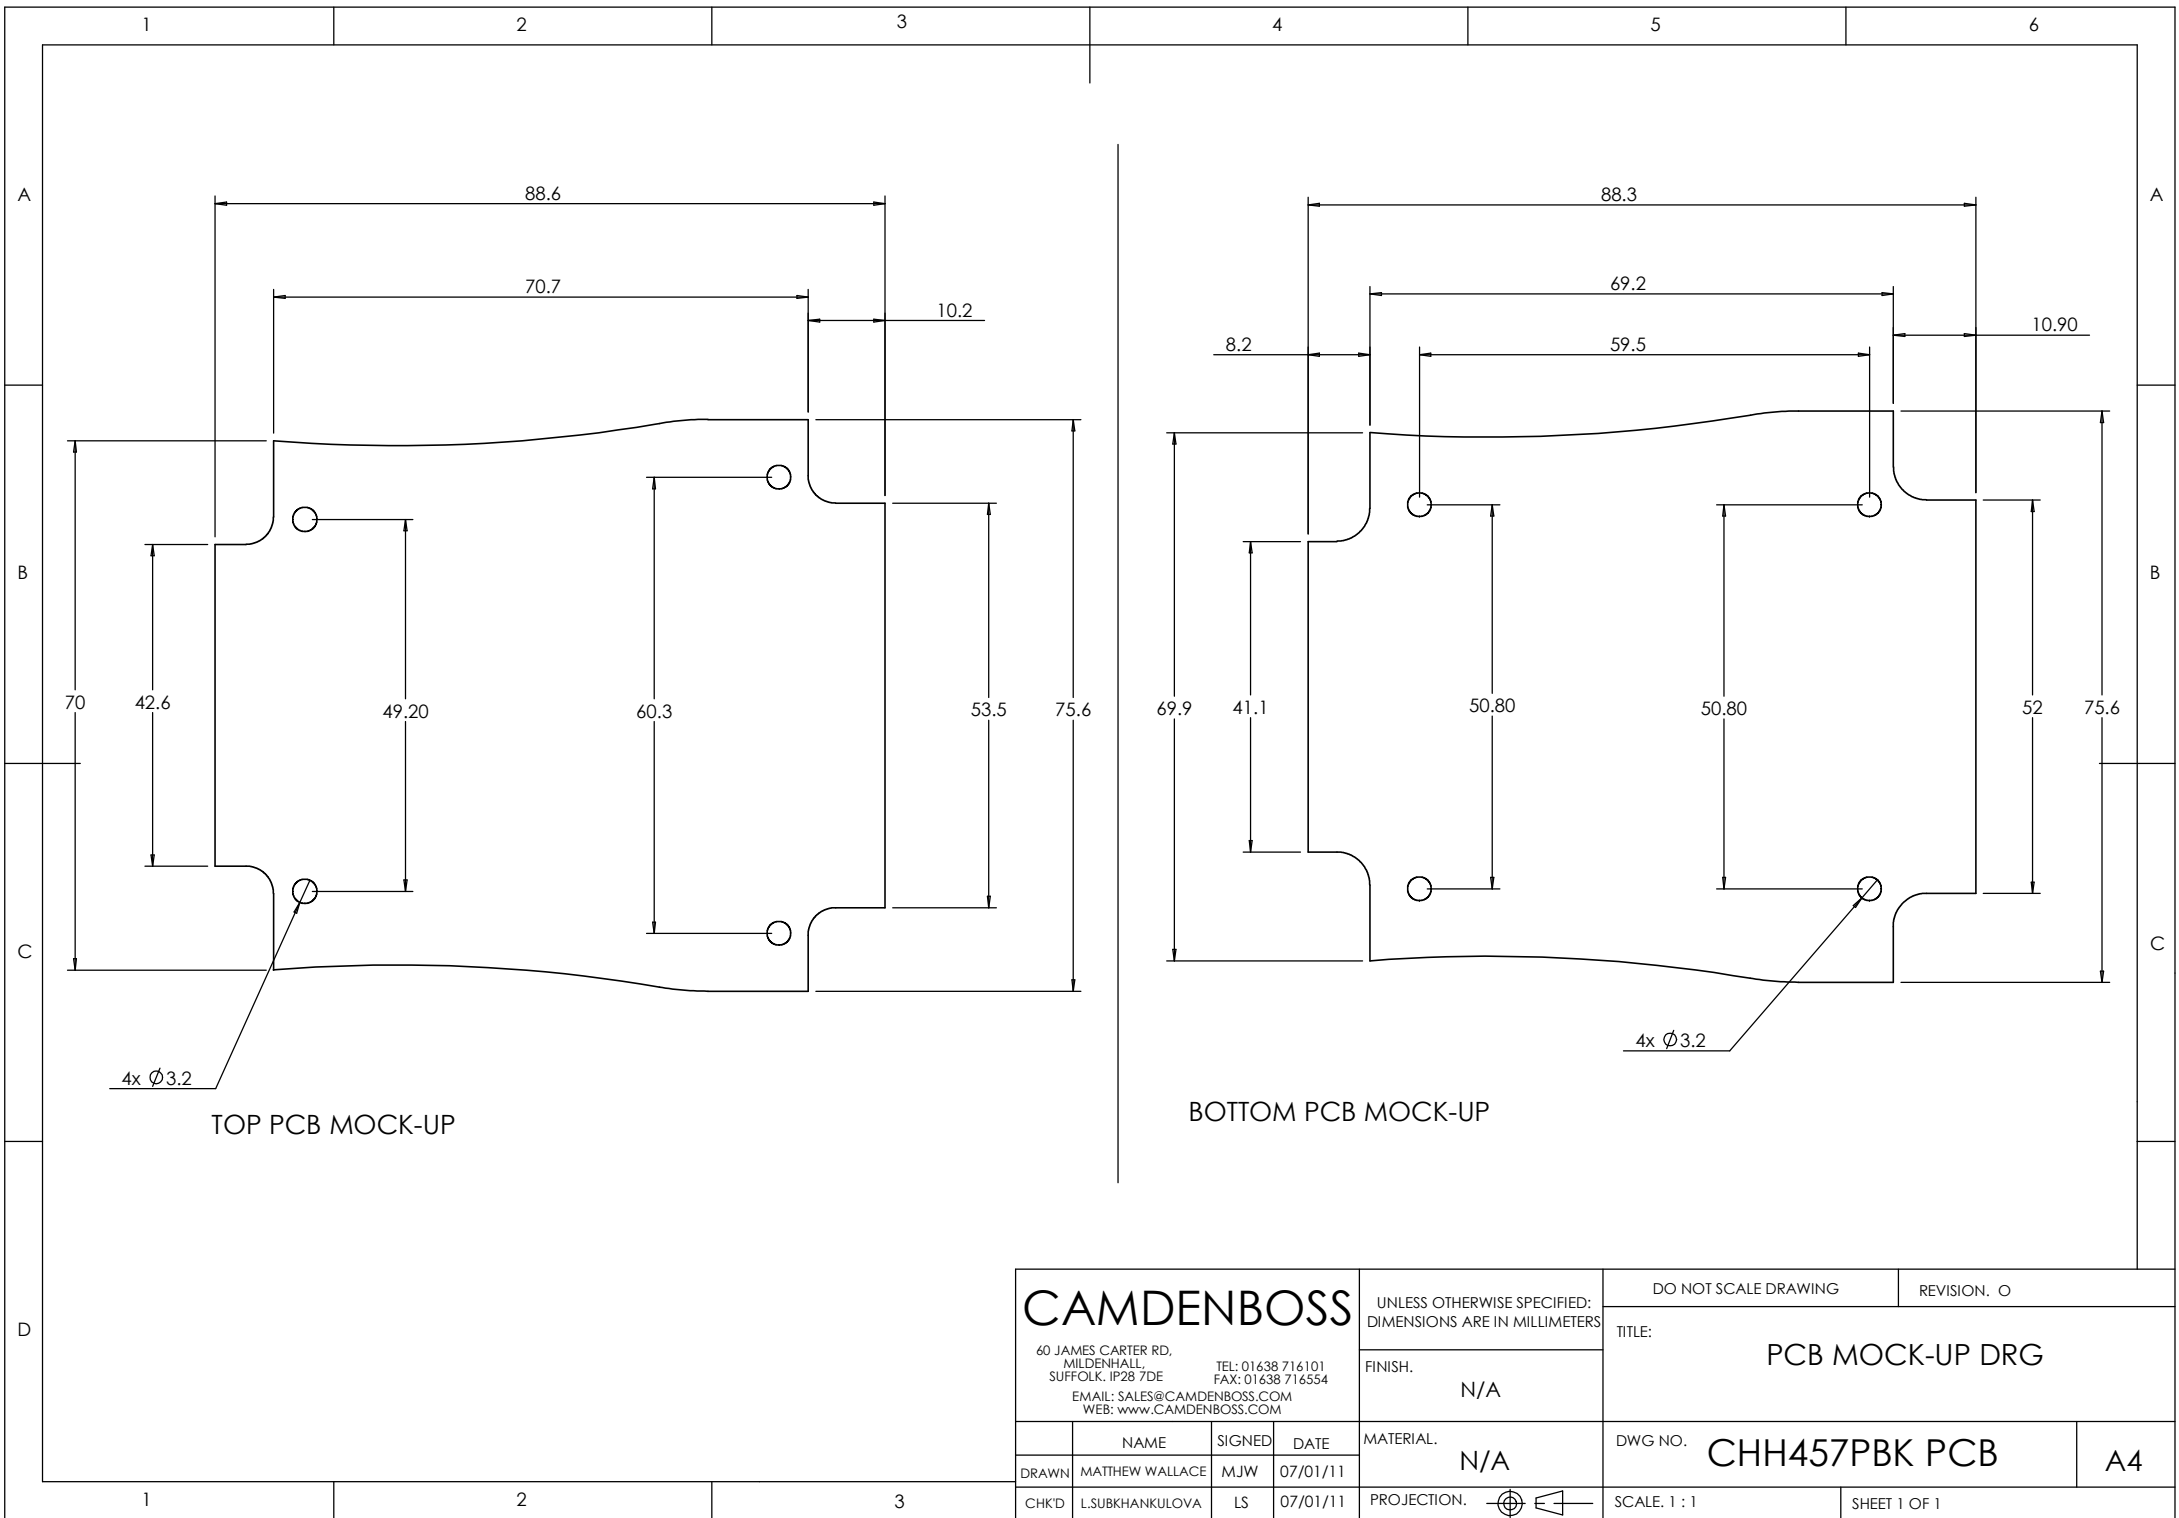 1 2 3 4 5 6
A A
88.6
88.3
70.7
69.2
10.2
10.90
8.2
59.5
B B
70
42.6
49.20
60.3
53.5
75.6
69.9
41.1
50.80
50.80
52
75.6
C C
4x ∅3.2
4x ∅3.2
TOP PCB MOCK-UP
BOTTOM PCB MOCK-UP
D
CAMDENBOSS
60 JAMES CARTER RD,
MILDENHALL,
SUFFOLK. IP28 7DE
TEL: 01638 716101
FAX: 01638 716554
EMAIL: SALES@CAMDENBOSS.COM
WEB: www.CAMDENBOSS.COM
UNLESS OTHERWISE SPECIFIED:
DIMENSIONS ARE IN MILLIMETERS
DO NOT SCALE DRAWING
REVISION. O
TITLE:
PCB MOCK-UP DRG
FINISH.
N/A
NAME SIGNED DATE
DRAWN MATTHEW WALLACE MJW 07/01/11
CHK'D L.SUBKHANKULOVA LS 07/01/11
MATERIAL.
N/A
DWG NO. CHH457PBK PCB
A4
PROJECTION.
SCALE. 1 : 1
SHEET 1 OF 1
1 2 3